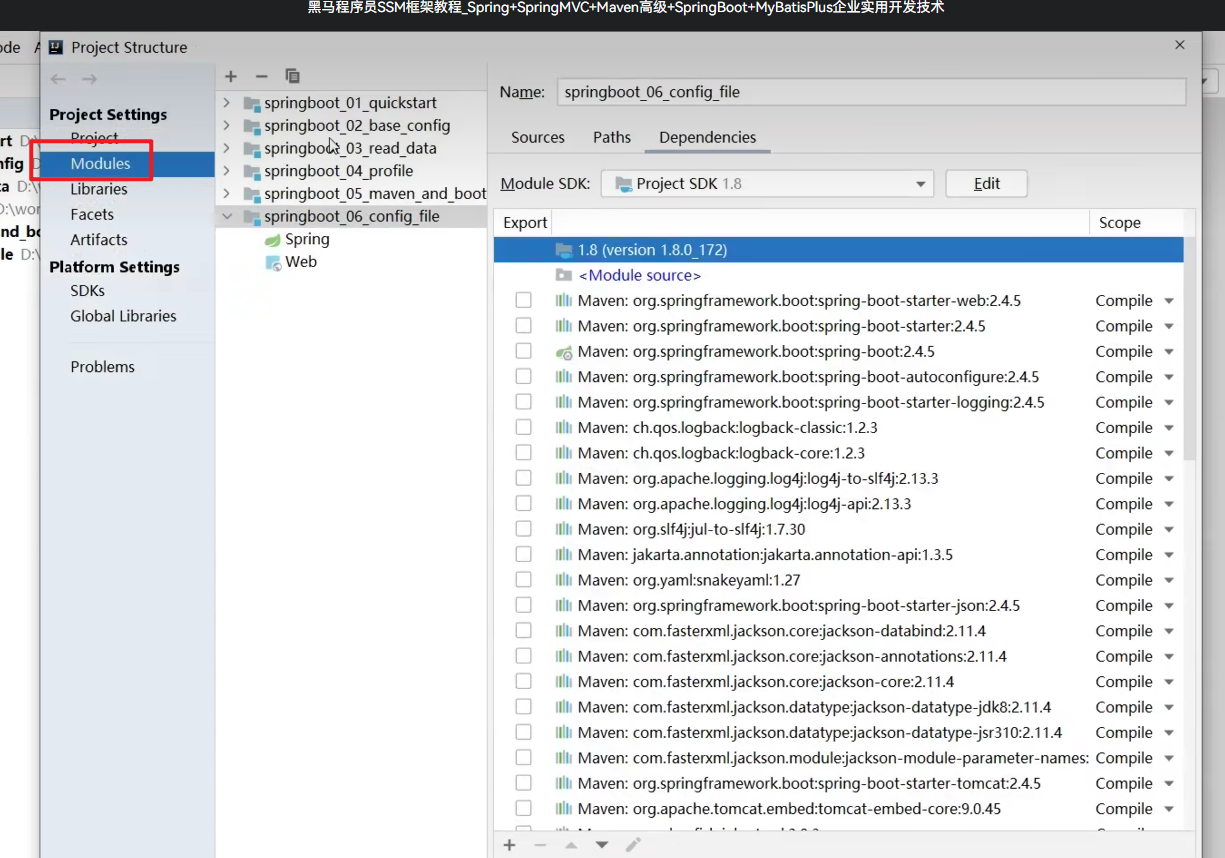 黑马程序员SSM框架教程_Spring+SpringMVC+Maven高级+SpringBoot+MyBatisPlus企业实用开发技术
Project Structure
Project Settings
Project
Modules
Libraries
Facets
Artifacts
Platform Settings
SDKs
Global Libraries
Problems
springboot_01_quickstart
springboot_02_base_config
springboot_03_read_data
springboot_04_profile
springboot_05_maven_and_boot
springboot_06_config_file
Spring
Web
Name: springboot_06_config_file
Sources Paths Dependencies
Module SDK: Project SDK 1.8 Edit
Export Scope
1.8 (version 1.8.0_172)
<Module source>
Maven: org.springframework.boot:spring-boot-starter-web:2.4.5 Compile
Maven: org.springframework.boot:spring-boot-starter:2.4.5 Compile
Maven: org.springframework.boot:spring-boot:2.4.5 Compile
Maven: org.springframework.boot:spring-boot-autoconfigure:2.4.5 Compile
Maven: org.springframework.boot:spring-boot-starter-logging:2.4.5 Compile
Maven: ch.qos.logback:logback-classic:1.2.3 Compile
Maven: ch.qos.logback:logback-core:1.2.3 Compile
Maven: org.apache.logging.log4j:log4j-to-slf4j:2.13.3 Compile
Maven: org.apache.logging.log4j:log4j-api:2.13.3 Compile
Maven: org.slf4j:jul-to-slf4j:1.7.30 Compile
Maven: jakarta.annotation:jakarta.annotation-api:1.3.5 Compile
Maven: org.yaml:snakeyaml:1.27 Compile
Maven: org.springframework.boot:spring-boot-starter-json:2.4.5 Compile
Maven: com.fasterxml.jackson.core:jackson-databind:2.11.4 Compile
Maven: com.fasterxml.jackson.core:jackson-annotations:2.11.4 Compile
Maven: com.fasterxml.jackson.core:jackson-core:2.11.4 Compile
Maven: com.fasterxml.jackson.datatype:jackson-datatype-jdk8:2.11.4 Compile
Maven: com.fasterxml.jackson.datatype:jackson-datatype-jsr310:2.11.4 Compile
Maven: com.fasterxml.jackson.module:jackson-module-parameter-names: Compile
Maven: org.springframework.boot:spring-boot-starter-tomcat:2.4.5 Compile
Maven: org.apache.tomcat.embed:tomcat-embed-core:9.0.45 Compile